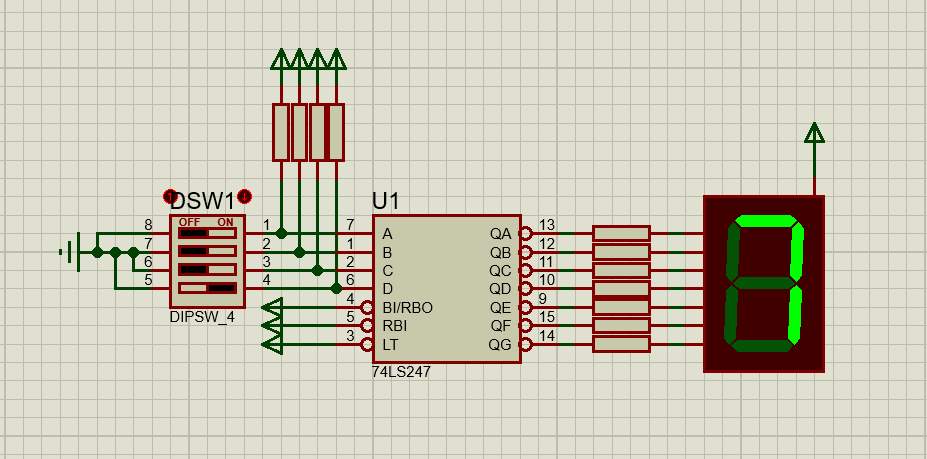 DSW1
OFF ON
8 1
7 2
6 3
5 4
DIPSW_4
U1
7 A QA 13
1 B QB 12
2 C QC 11
6 D QD 10
4 BI/RBO QE 9
5 RBI QF 15
3 LT QG 14
74LS247